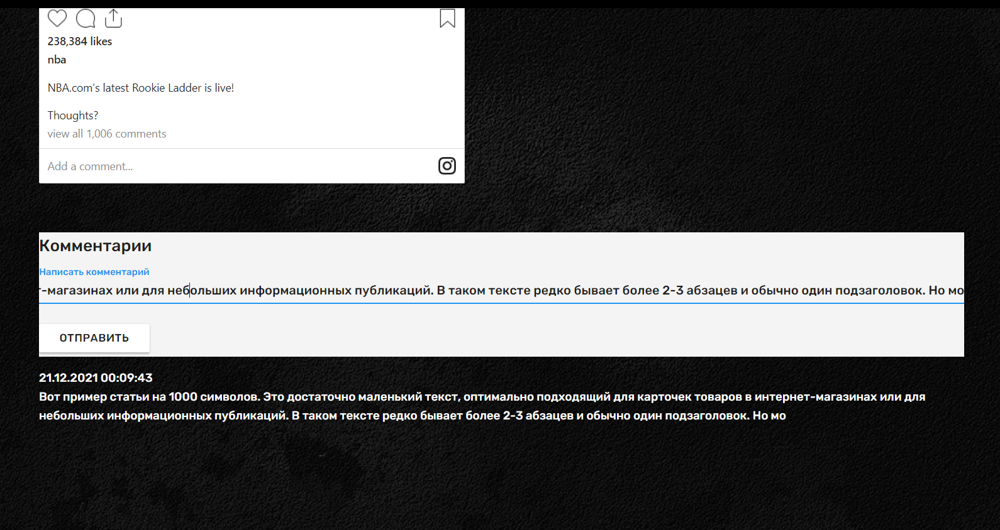 238,384 likes
nba
NBA.com’s latest Rookie Ladder is live!
Thoughts?
view all 1,006 comments
Add a comment...
Комментарии
Написать комментарий
т-магазинах или для небольших информационных публикаций. В таком тексте редко бывает более 2-3 абзацев и обычно один подзаголовок. Но мо
ОТПРАВИТЬ
21.12.2021 00:09:43
Вот пример статьи на 1000 символов. Это достаточно маленький текст, оптимально подходящий для карточек товаров в интернет-магазинах или для
небольших информационных публикаций. В таком тексте редко бывает более 2-3 абзацев и обычно один подзаголовок. Но мо